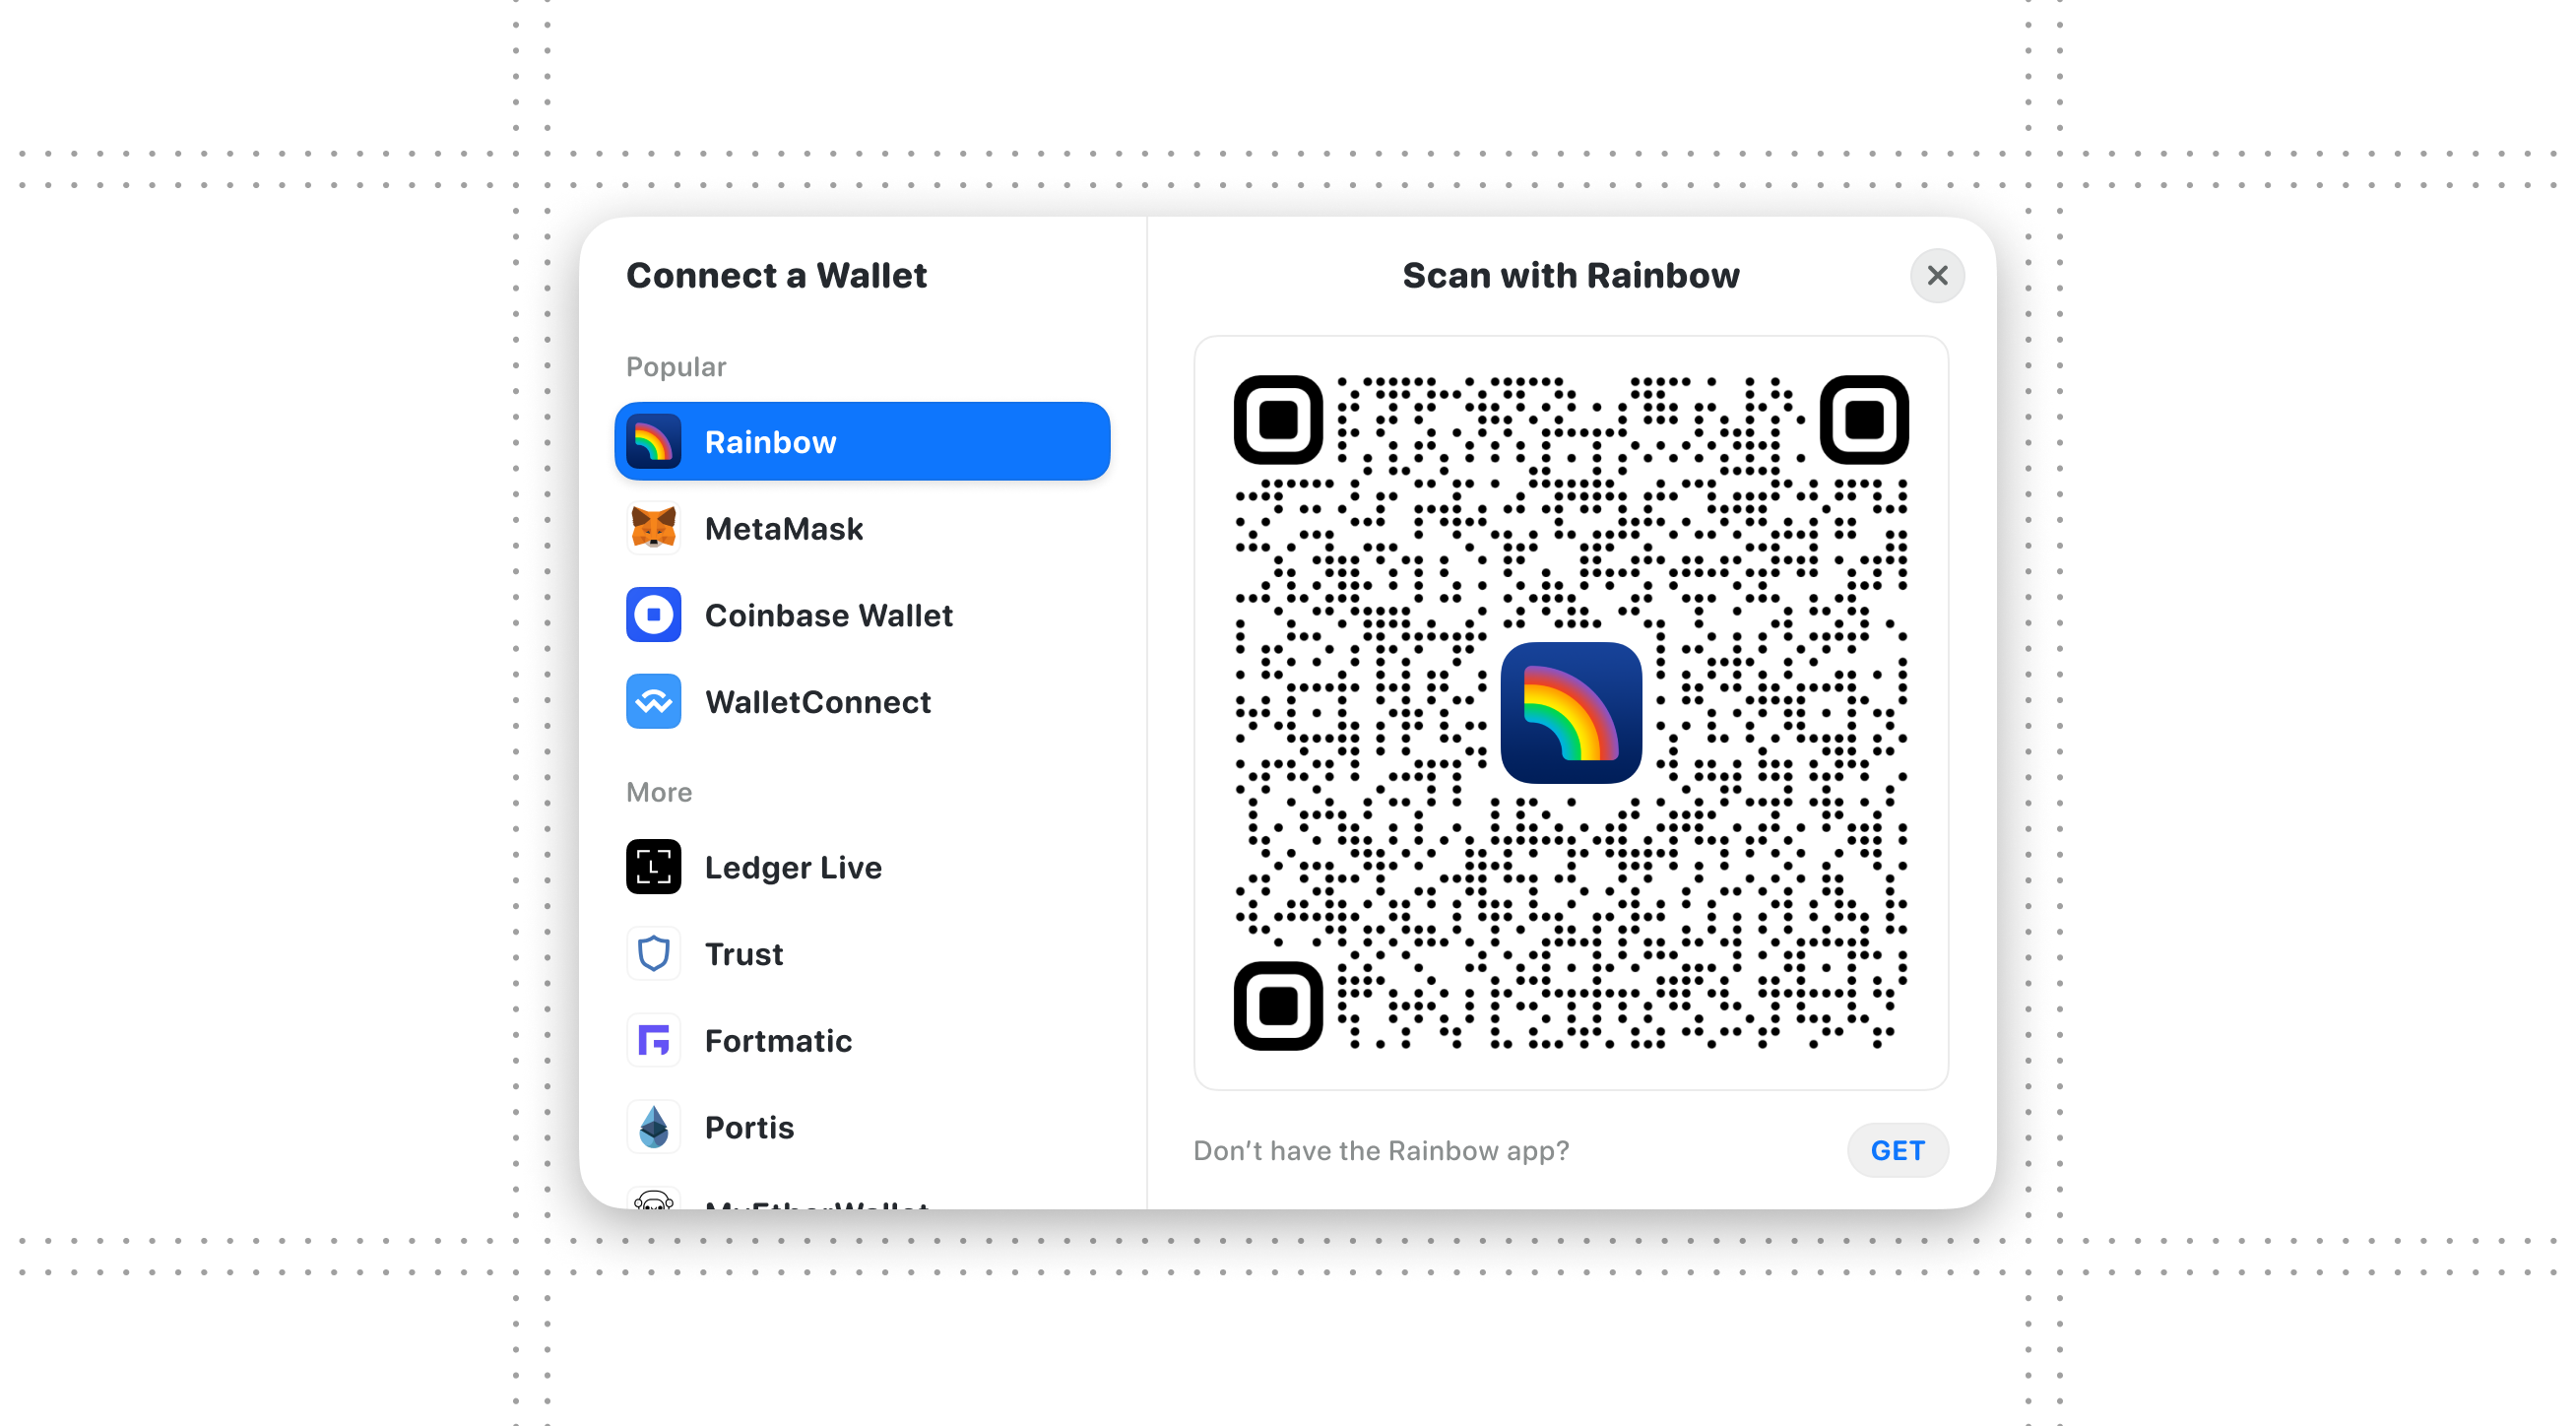 Connect a Wallet
Popular
Rainbow
MetaMask
Coinbase Wallet
WalletConnect
More
Ledger Live
Trust
Fortmatic
Portis
MyEtherWallet
Scan with Rainbow
Don't have the Rainbow app?
GET